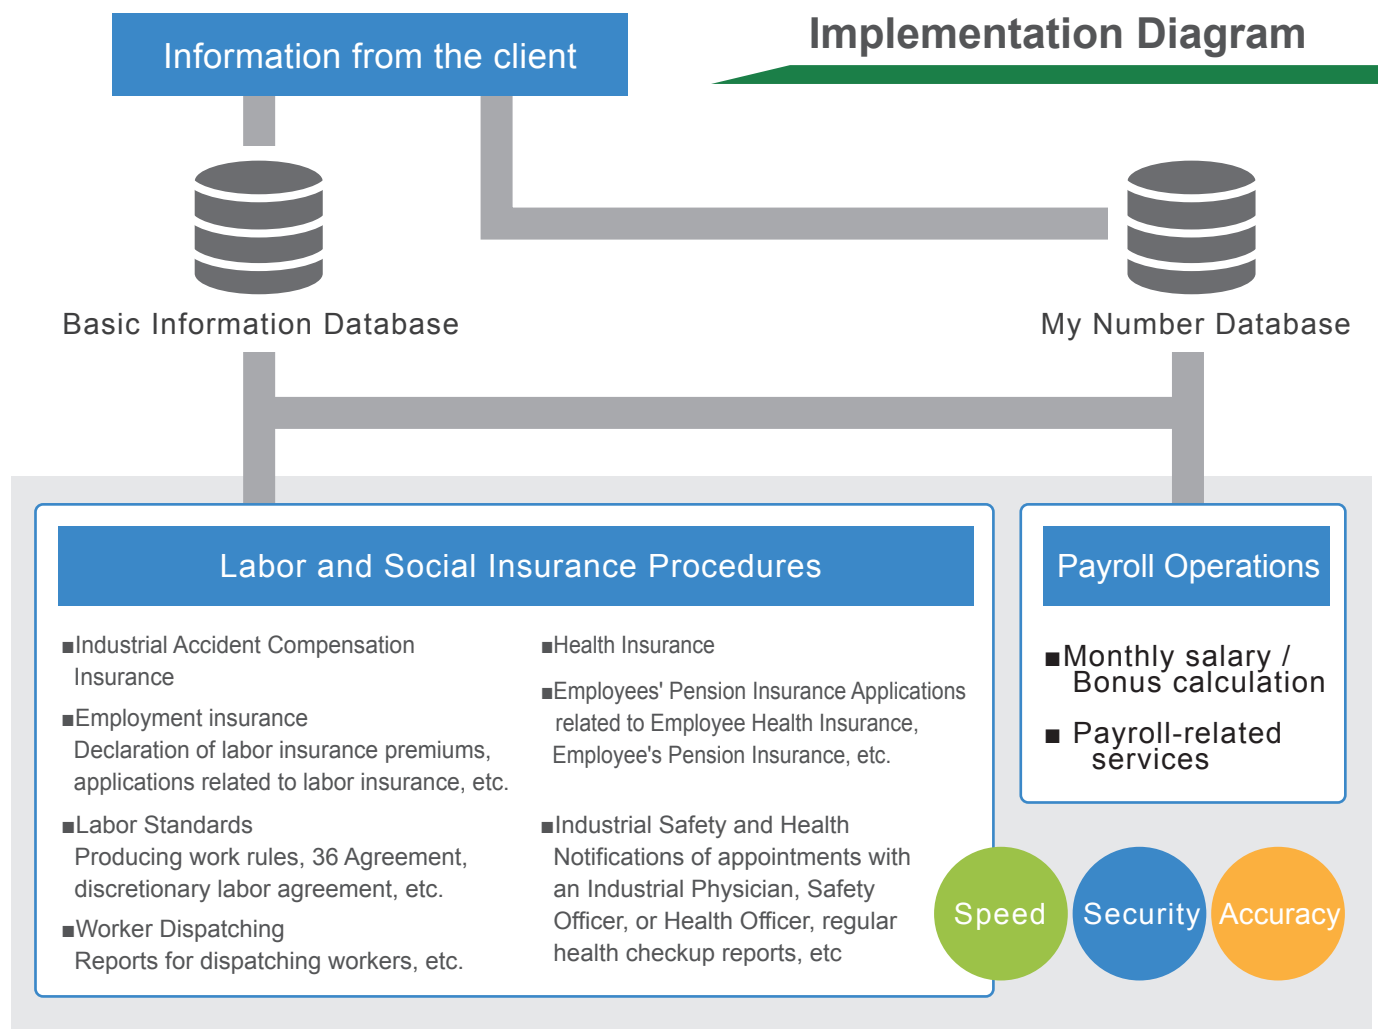 Implementation Diagram
Information from the client
Basic Information Database
My Number Database
Labor and Social Insurance Procedures
■Industrial Accident Compensation
Insurance
■Employment insurance
Declaration of labor insurance premiums,
applications related to labor insurance, etc.
■Labor Standards
Producing work rules, 36 Agreement,
discretionary labor agreement, etc.
■Worker Dispatching
Reports for dispatching workers, etc.
■Health Insurance
■Employees' Pension Insurance Applications
related to Employee Health Insurance,
Employee's Pension Insurance, etc.
■Industrial Safety and Health
Notifications of appointments with
an Industrial Physician, Safety
Officer, or Health Officer, regular
health checkup reports, etc
Payroll Operations
■Monthly salary /
Bonus calculation
■ Payroll-related
services
Speed
Security
Accuracy